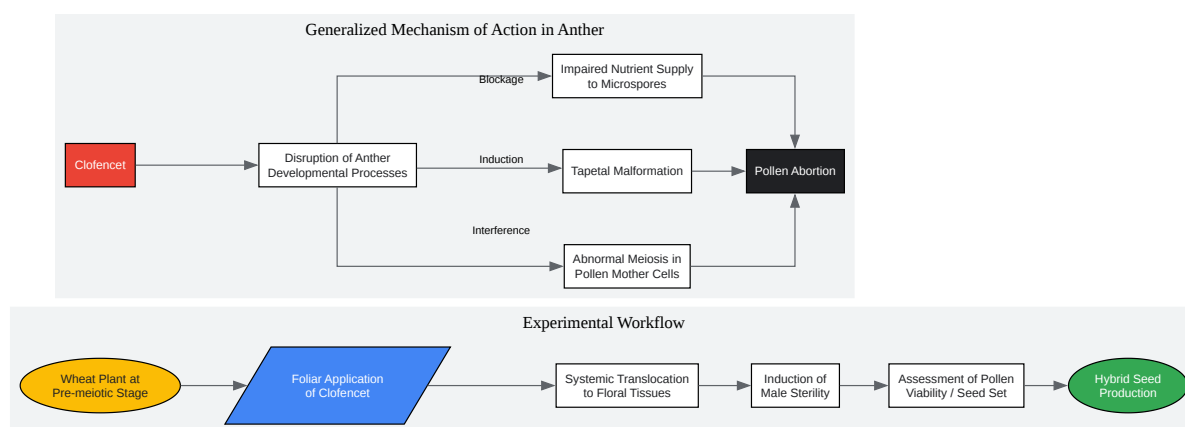 Generalized Mechanism of Action in Anther
Blockage
Impaired Nutrient Supply
to Microspores
Clofencet
Disruption of Anther
Developmental Processes
Induction
Tapetal Malformation
Pollen Abortion
Interference
Abnormal Meiosis in
Pollen Mother Cells
Experimental Workflow
Wheat Plant at
Pre-meiotic Stage
Foliar Application
of Clofencet
Systemic Translocation
to Floral Tissues
Induction of
Male Sterility
Assessment of Pollen
Viability / Seed Set
Hybrid Seed
Production